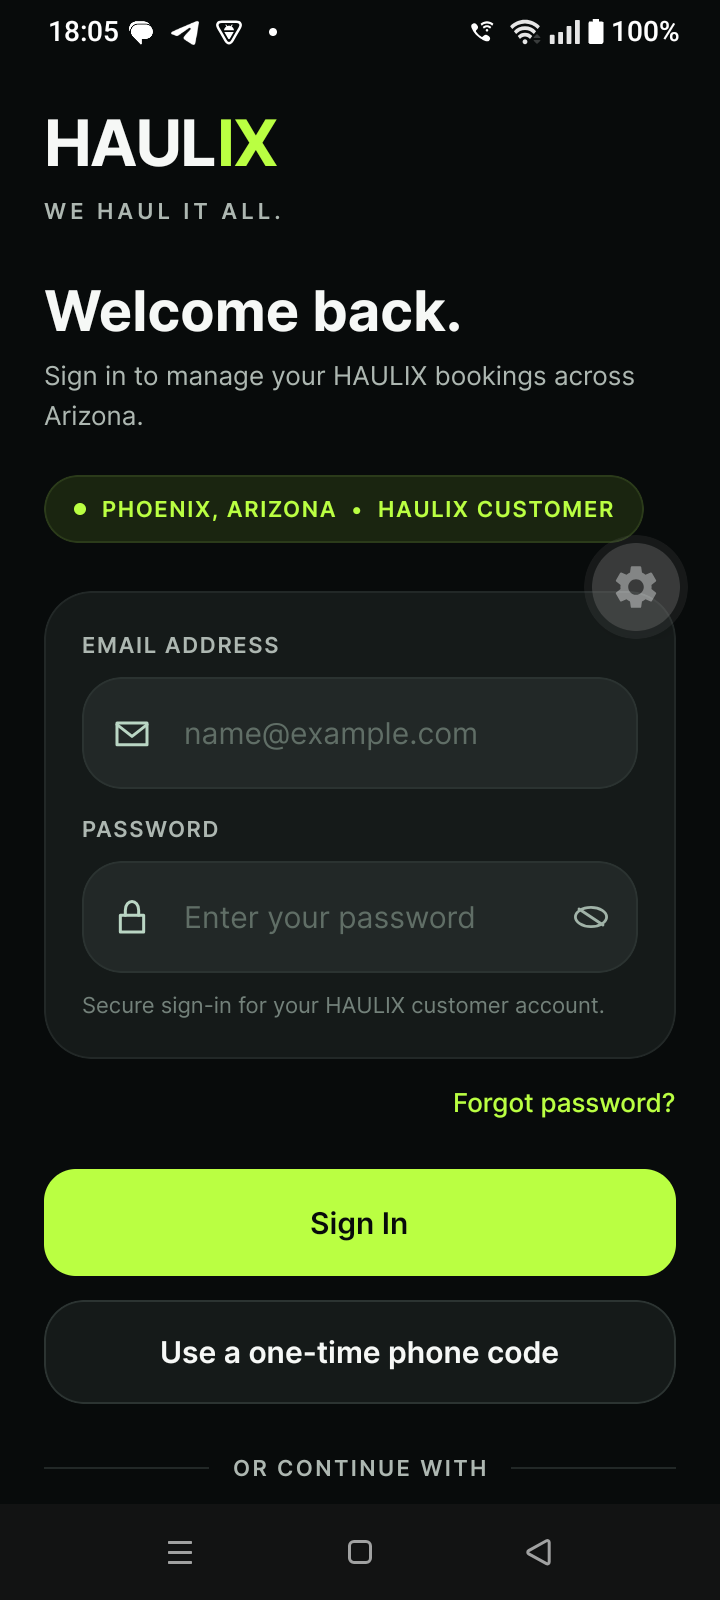 18:05
100%
HAULIX
WE HAUL IT ALL.
Welcome back.
Sign in to manage your HAULIX bookings across
Arizona.
PHOENIX, ARIZONA • HAULIX CUSTOMER
EMAIL ADDRESS
name@example.com
PASSWORD
Enter your password
Secure sign-in for your HAULIX customer account.
Forgot password?
Sign In
Use a one-time phone code
OR CONTINUE WITH